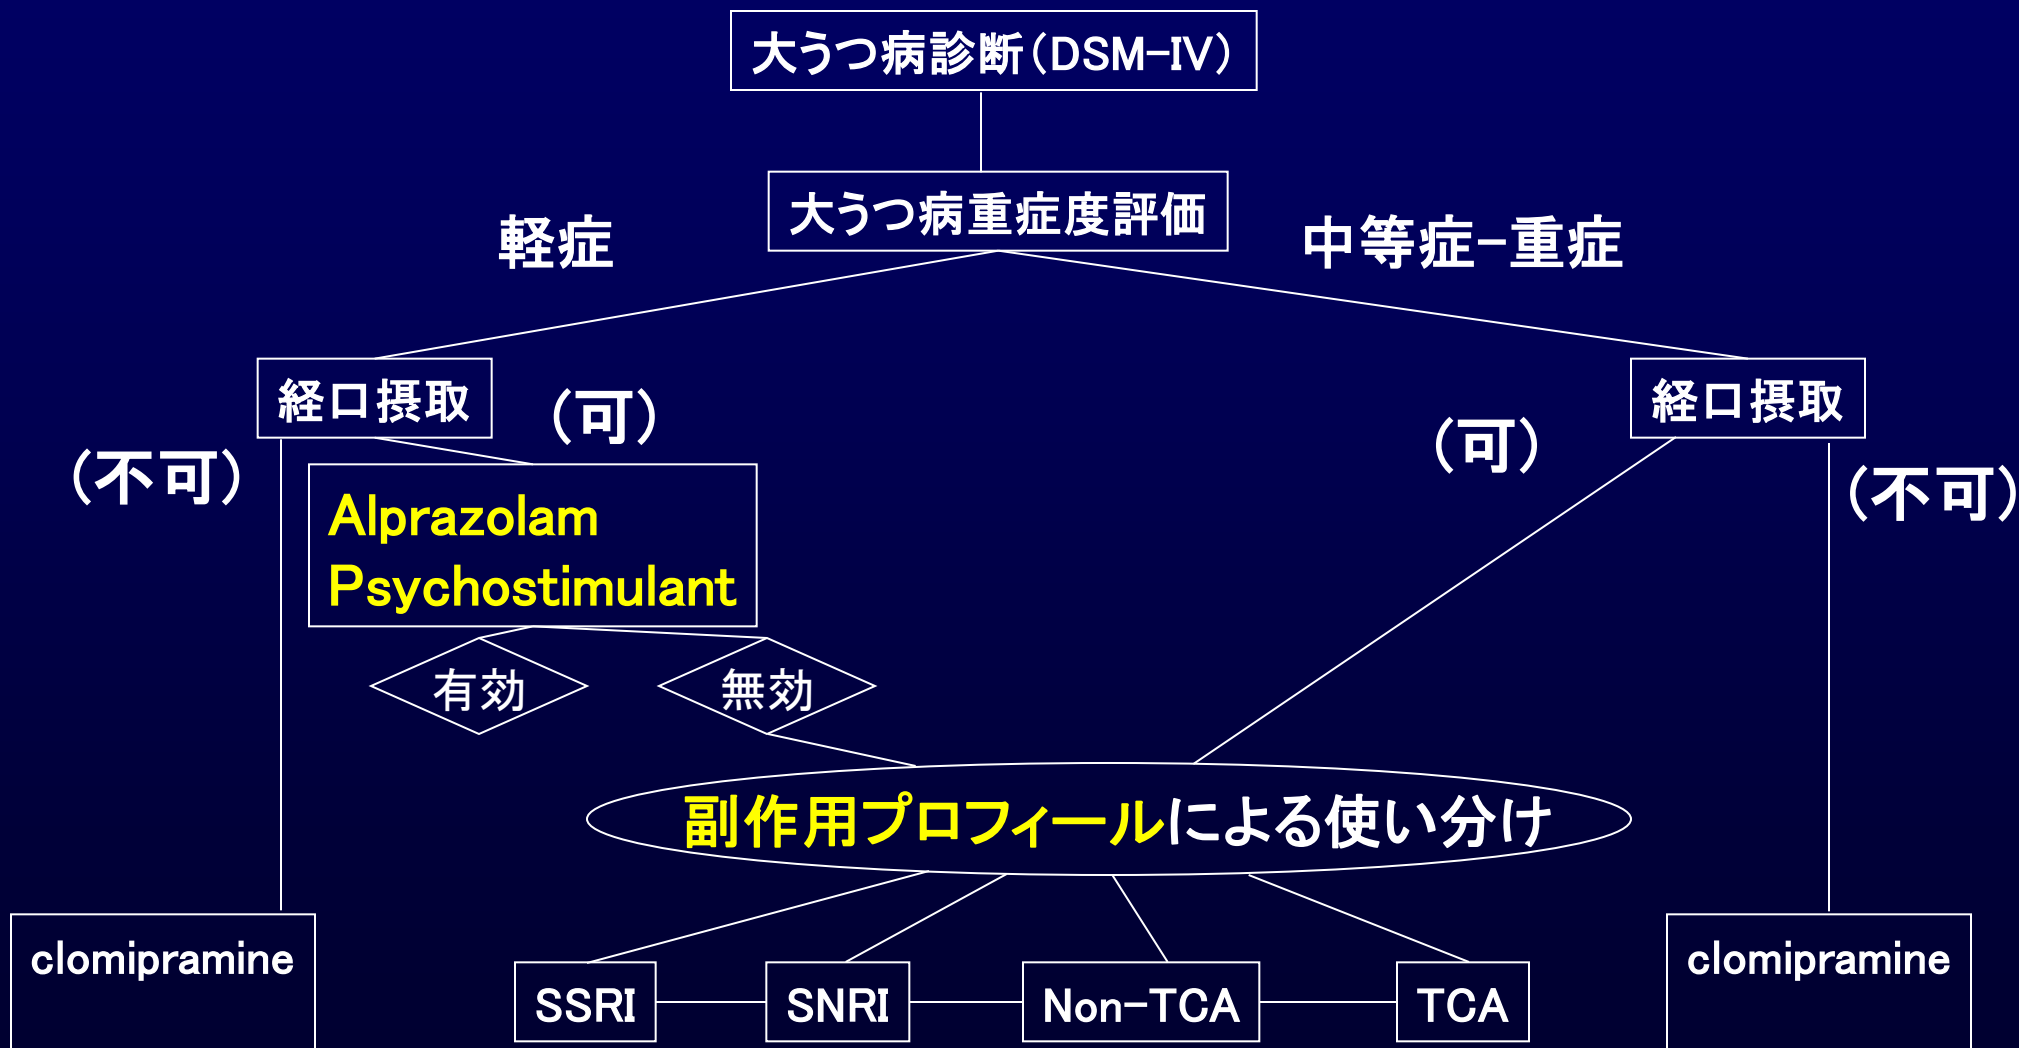 大うつ病診断（DSM-IV）
大うつ病重症度評価
軽症
中等症-重症
経口摂取
経口摂取
（可）
（可）
（不可）
（不可）
Alprazolam
Psychostimulant
有効
無効
副作用プロフィールによる使い分け
clomipramine
clomipramine
SSRI
SNRI
Non-TCA
TCA